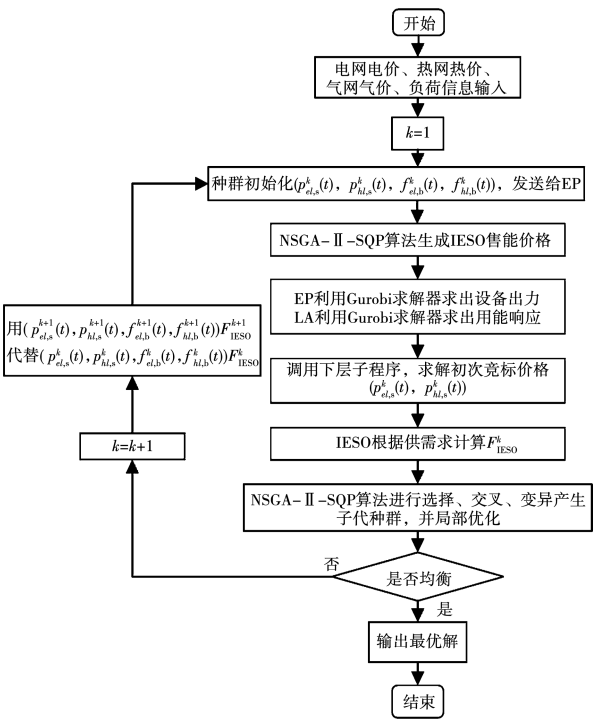 开始
电网电价、热网热价、
气网气价、负荷信息输入
k=1
种群初始化(p^k_{el,s}(t), p^k_{hl,s}(t), f^k_{el,b}(t), f^k_{hl,b}(t)), 发送给EP
NSGA-Ⅱ-SQP算法生成IESO售能价格
EP利用Gurobi求解器求出设备出力
LA利用Gurobi求解器求出用能响应
调用下层子程序，求解初次竞标价格
(p^k_{el,s}(t), p^k_{hl,s}(t))
IESO根据供需求计算F^k_{IESO}
NSGA-Ⅱ-SQP算法进行选择、交叉、变异产生
子代种群，并局部优化
是否均衡
否
是
k=k+1
用(p^{k+1}_{el,s}(t), p^{k+1}_{hl,s}(t), f^{k+1}_{el,b}(t), f^{k+1}_{hl,b}(t))F^{k+1}_{IESO}
代替(p^k_{el,s}(t), p^k_{hl,s}(t), f^k_{el,b}(t), f^k_{hl,b}(t))F^k_{IESO}
输出最优解
结束